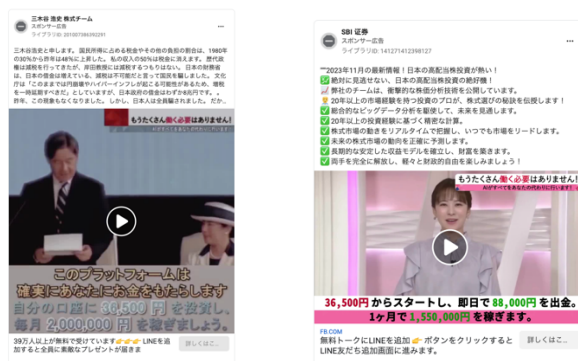 三木谷 浩史 株式チーム
スポンサー広告
ライブラリID: 201007386392291
三木谷浩史と申します。 国民所得に占める税金やその他の負担の割合は、1980年
の30%から昨年は48%に上昇した。 私の収入の50%は税金に消えます。 歴代政
権は減税を行ってきたが、岸田政権は減税するつもりはない。 日本の財務省
は、日本の借金は増えている、減税は不可能だと言って国民を騙しました。 文化
庁は「このままでは円崩壊やハイパーインフレが起こる可能性があるため、増税
を一時延期すべきだ」としていますが、日本政府の借金はわずか8兆円です。 。
昨年、この現象もなくなりました。 しかし、日本人は全員騙されました。 だか...
もうたくさん働く必要はありません!
このプラットフォームは
確実にあなたにお金をもたらします
自分の口座に 36,500 円 を投資し、
毎月 2,000,000 円 を稼ぎましょう。
39万人以上が無料で受けています👉👉👉 LINEを追
加すると全員に素敵なプレゼントが届きま
詳しくはこ...
SBI 证券
スポンサー広告
ライブラリID: 141271412398127
""2023年11月の最新情報！日本の高配当株投資が熱い！
✅ 絶対に見逃せない、日本の高配当株投資の絶好機！
📈 弊社のチームは、衝撃的な株価分析技術を公開しています。
🏆 20年以上の市場経験を持つ投資のプロが、株式選びの秘訣を伝授します！
✅ 総合的なビッグデータ分析を駆使して、未来を見通します。
✅ 20年以上の投資経験に基づく精密な計算。
✅ 株式市場の動きをリアルタイムで把握し、いつでも市場をリードします。
✅ 未来の株式市場の動向を正確に予測します。
✅ 長期的な安定した収益モデルを確立し、財富を築きます。
✅ 両手を完全に解放し、軽々と財政的自由を楽しみましょう！
もうたくさん働く必要はありません!
AIがすべてをあなたの代わりに行います!
36,500円 からスタートし、即日で 88,000円 を出金。
1ヶ月で 1,550,000円 を稼ぎます。
FB.COM
無料トークにLINEを追加 👉 ボタンをクリックすると
LINE友だち追加画面に進みます。
詳しくはこ...